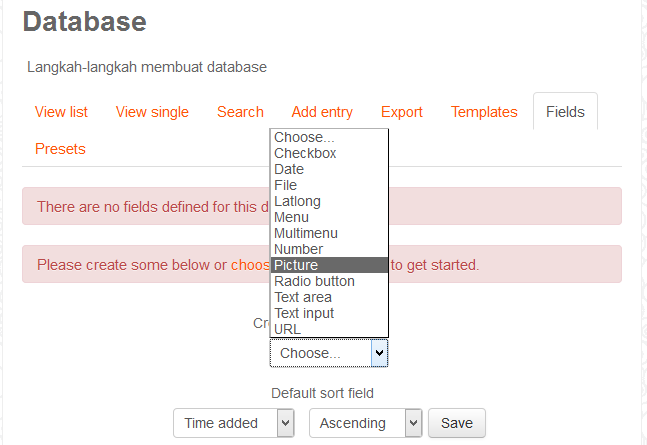 Database
Langkah-langkah membuat database
View list View single Search Add entry Export Templates Fields
Presets
Choose...
Checkbox
Date
File
Latlong
Menu
Multimenu
Number
Picture
Radio button
Text area
Text input
URL
There are no fields defined for this
Please create some below or to get started.
Choose...
Default sort field
Time added Ascending Save